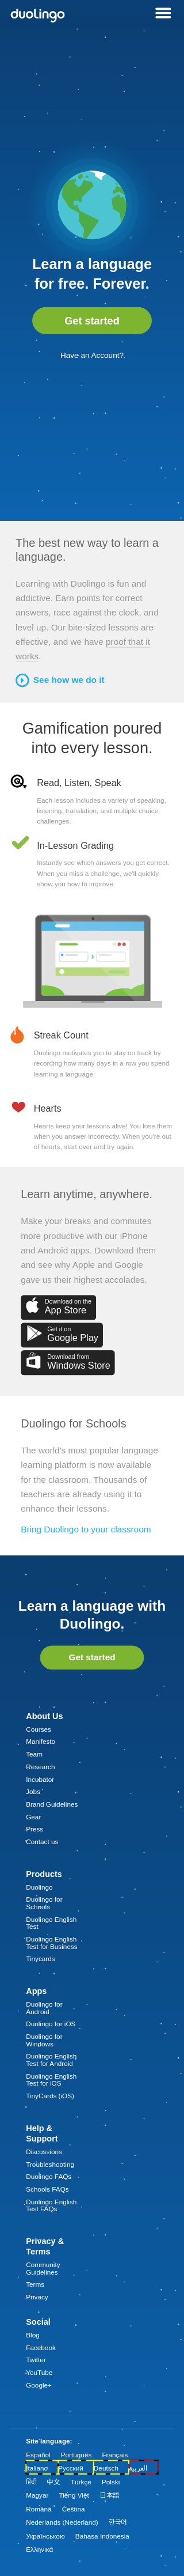 duolingo
Learn a language
for free. Forever.
Get started
Have an Account?
The best new way to learn a
language.
Learning with Duolingo is fun and
addictive. Earn points for correct
answers, race against the clock, and
level up. Our bite-sized lessons are
effective, and we have proof that it
works.
See how we do it
Gamification poured
into every lesson.
Read, Listen, Speak
Each lesson includes a variety of speaking,
listening, translation, and multiple choice
challenges.
In-Lesson Grading
Instantly see which answers you get correct.
When you miss a challenge, we'll quickly
show you how to improve.
Streak Count
Duolingo motivates you to stay on track by
recording how many days in a row you spend
learning a language.
Hearts
Hearts keep your lessons alive! You lose them
when you answer incorrectly. When you're out
of hearts, start over and try again.
Learn anytime, anywhere.
Make your breaks and commutes
more productive with our iPhone
and Android apps. Download them
and see why Apple and Google
gave us their highest accolades.
Download on the
App Store
Get it on
Google Play
Download from
Windows Store
Duolingo for Schools
The world's most popular language
learning platform is now available
for the classroom. Thousands of
teachers are already using it to
enhance their lessons.
Bring Duolingo to your classroom
Learn a language with
Duolingo.
Get started
About Us
Courses
Manifesto
Team
Research
Incubator
Jobs
Brand Guidelines
Gear
Press
Contact us
Products
Duolingo
Duolingo for
Schools
Duolingo English
Test
Duolingo English
Test for Business
Tinycards
Apps
Duolingo for
Android
Duolingo for iOS
Duolingo for
Windows
Duolingo English
Test for Android
Duolingo English
Test for iOS
TinyCards (iOS)
Help &
Support
Discussions
Troubleshooting
Duolingo FAQs
Schools FAQs
Duolingo English
Test FAQs
Privacy &
Terms
Community
Guidelines
Terms
Privacy
Social
Blog
Facebook
Twitter
YouTube
Google+
Site language:
Español Português Français
Italiano Русский Deutsch العربية
हिंदी 中文 Türkçe Polski
Magyar Tiếng Việt 日本語
Română Čeština
Nederlands (Nederland) 한국어
Українською Bahasa Indonesia
Ελληνικά